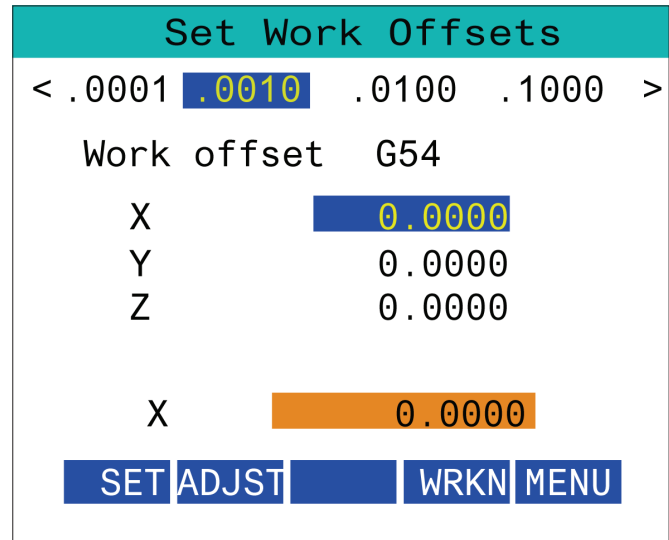 Set Work Offsets
< .0001 .0010 .0100 .1000 >
Work offset G54
X 0.0000
Y 0.0000
Z 0.0000
X 0.0000
SET ADJST WRKN MENU